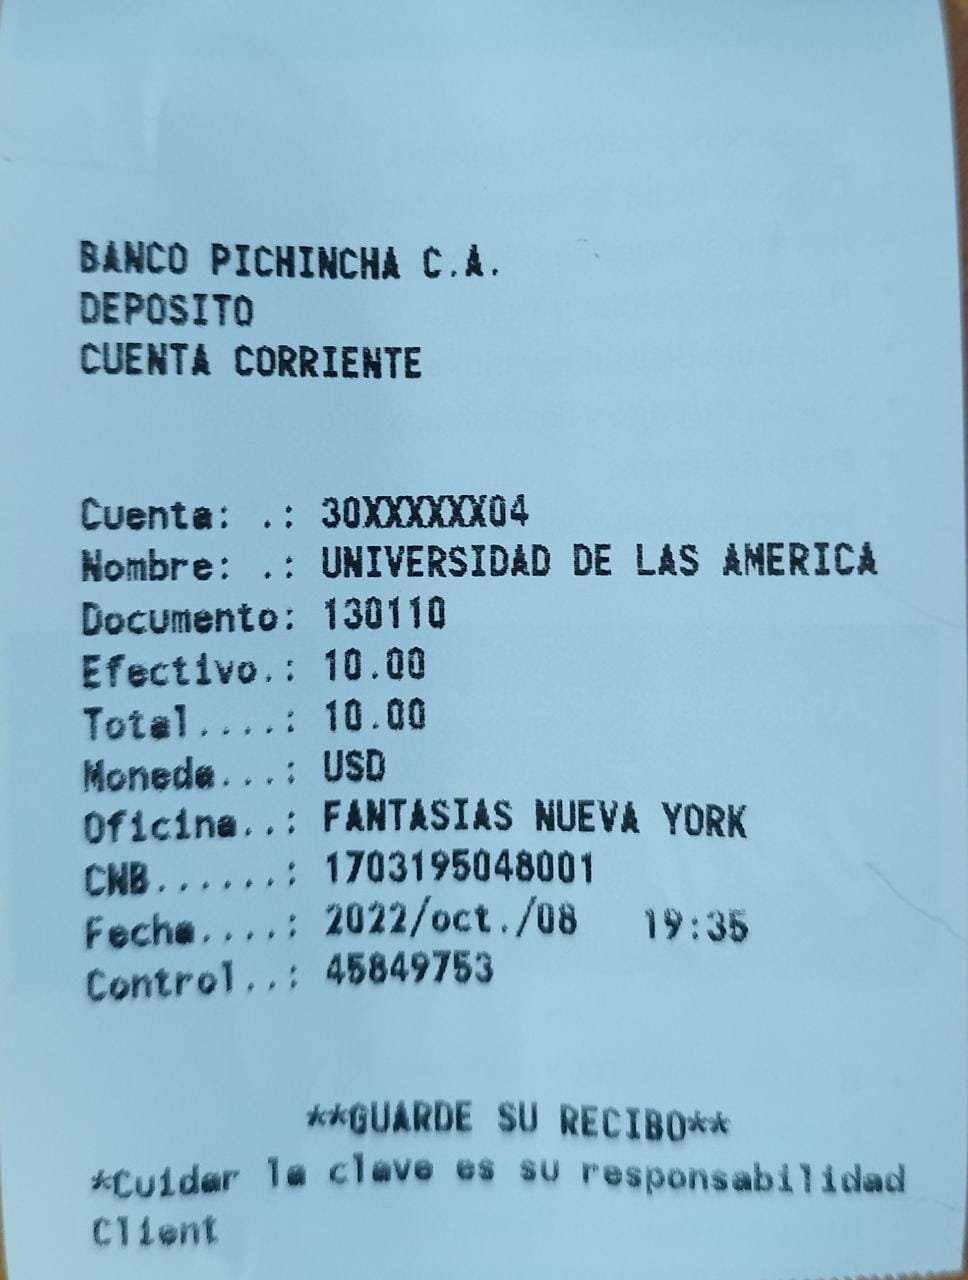 BANCO PICHINCHA C.A.
DEPOSITO
CUENTA CORRIENTE
Cuenta: .: 30XXXXXX04
Nombre: .: UNIVERSIDAD DE LAS AMERICA
Documento: 130110
Efectivo.: 10.00
Total....: 10.00
Moneda...: USD
Oficina..: FANTASIAS NUEVA YORK
CNB......: 1703195048001
Fecha....: 2022/oct./08 19:35
Control..: 45849753
**GUARDE SU RECIBO**
*Cuidar la clave es su responsabilidad
Client